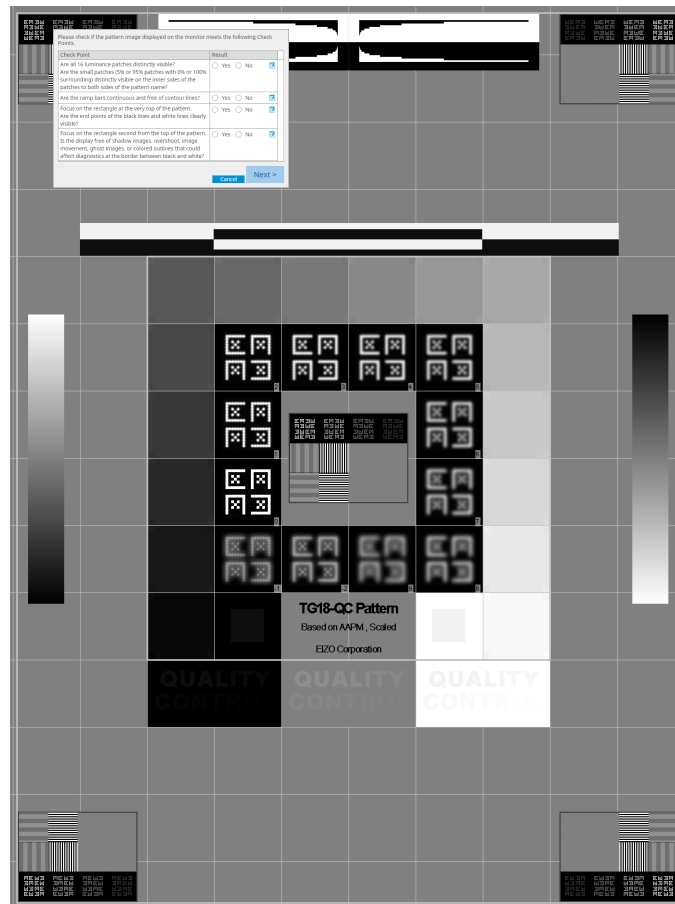 Please check if the pattern image displayed on the monitor meets the following Check
Points.
Check Point Result
Are all 16 luminance patches distinctly visible?
Are the small patches (5% or 95% patches with 0% or 100%
surrounding) distinctly visible on the inner sides of the
patches to both sides of the pattern name?
Yes No
Are the ramp bars continuous and free of contour lines?
Yes No
Focus on the rectangle at the very top of the pattern.
Are the end points of the black lines and white lines clearly
visible?
Yes No
Focus on the rectangle second from the top of the pattern.
Is the display free of shadow images, overshoot, image
movement, ghost images, or colored outlines that could
affect diagnostics at the border between black and white?
Yes No
Cancel Next >
TG18-QC Pattern
Based on AAPM , Scaled
EIZO Corporation
QUALITY QUALITY QUALITY
CONT CONT CONT